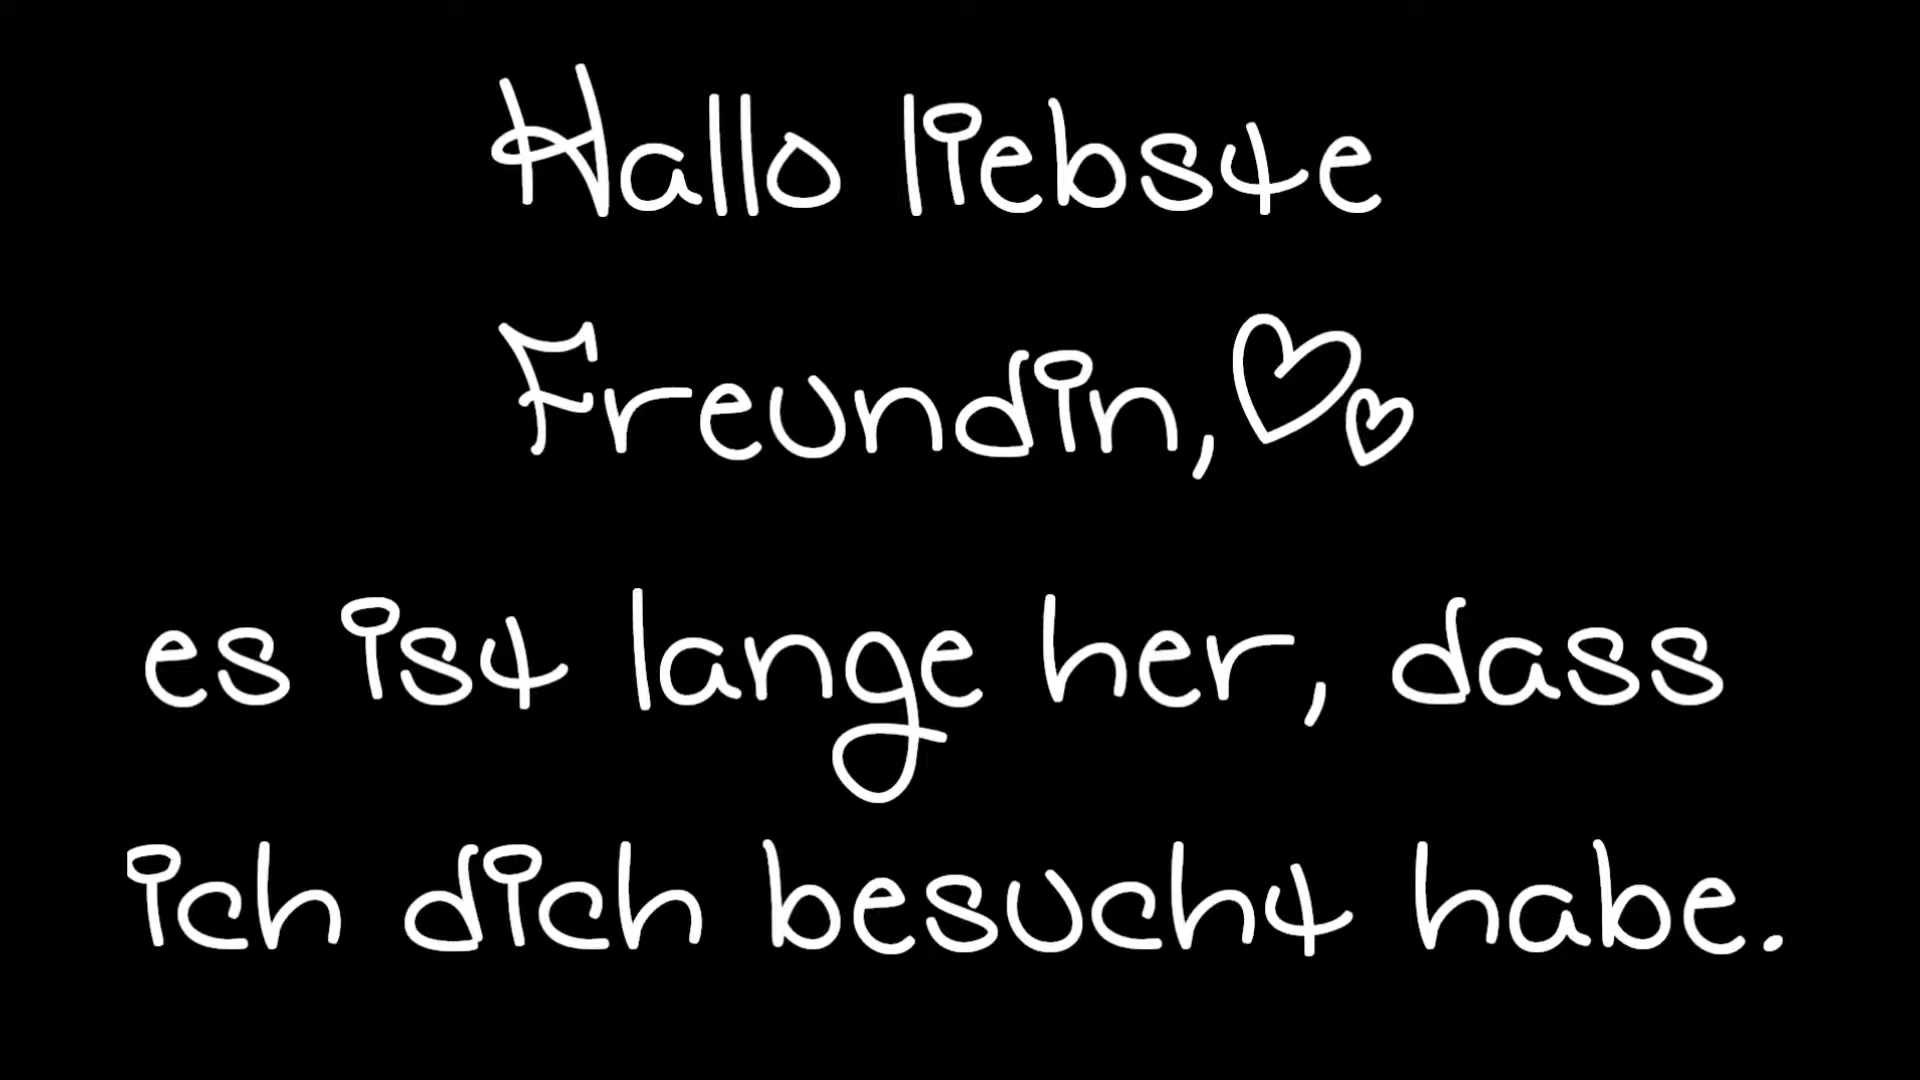 Hallo liebste
Freundin,♡♡
es ist lange her, dass
ich dich besucht habe.